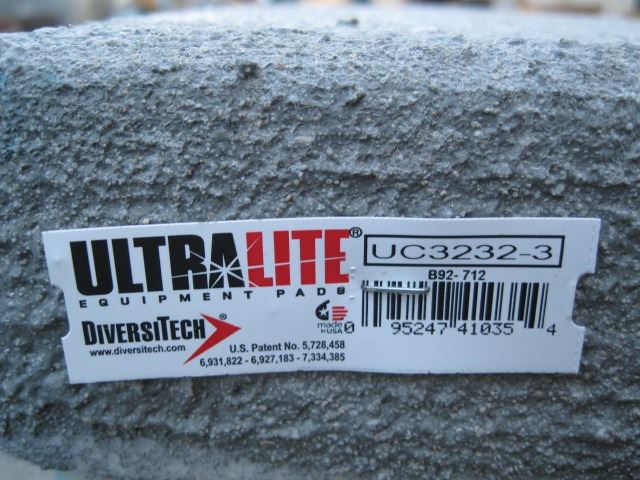 ULTRALITE®
EQUIPMENT PADS
DIVERSITECH®
www.diversitech.com
U.S. Patent No. 5,728,458
6,931,822 - 6,927,183 - 7,334,385
made in USA
UC3232-3
B92-712
0 95247 41035 4